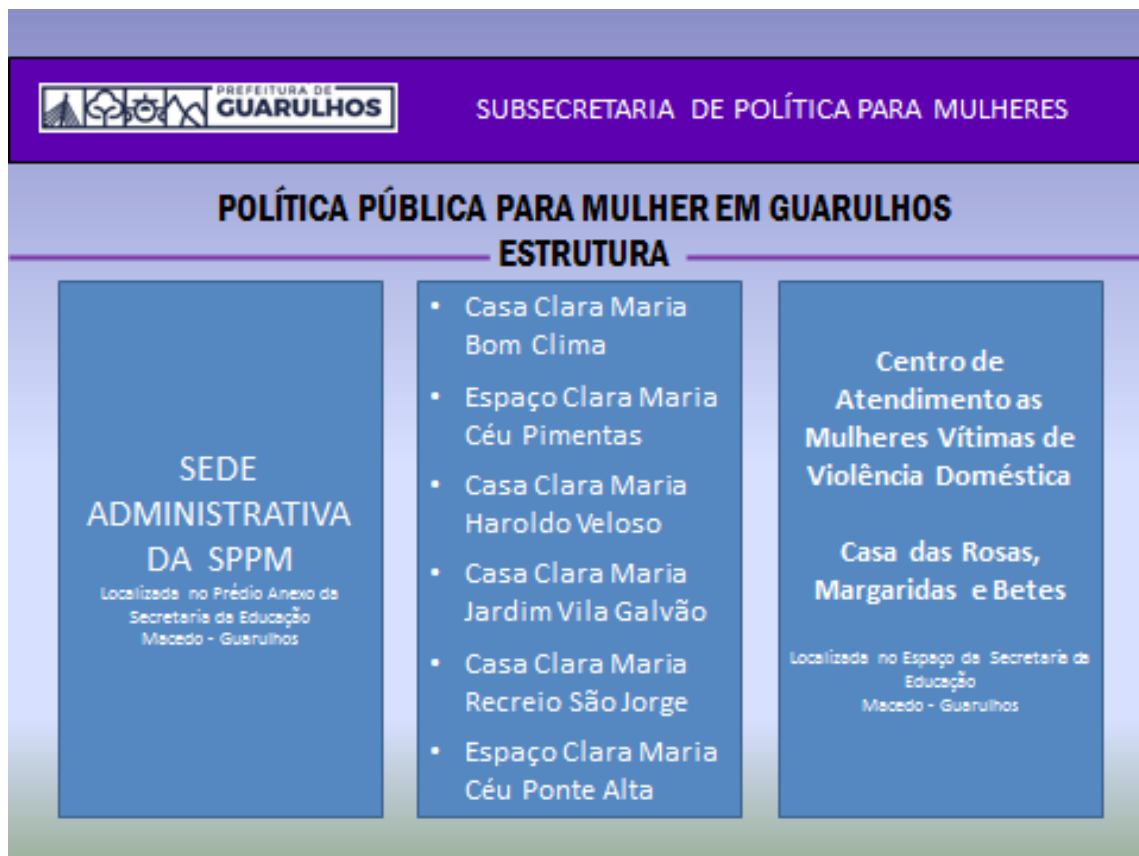 PREFEITURA DE
GUARULHOS
SUBSECRETARIA DE POLÍTICA PARA MULHERES
POLÍTICA PÚBLICA PARA MULHER EM GUARULHOS
ESTRUTURA
SEDE
ADMINISTRATIVA
DA SPPM
Localizada no Prédio Anexo da
Secretaria da Educação
Macedo - Guarulhos
• Casa Clara Maria
Bom Clima
• Espaço Clara Maria
Céu Pimentas
• Casa Clara Maria
Haroldo Veloso
• Casa Clara Maria
Jardim Vila Galvão
• Casa Clara Maria
Recreio São Jorge
• Espaço Clara Maria
Céu Ponte Alta
Centro de
Atendimento as
Mulheres Vítimas de
Violência Doméstica
Casa das Rosas,
Margaridas e Betes
Localizada no Espaço da Secretaria da
Educação
Macedo - Guarulhos